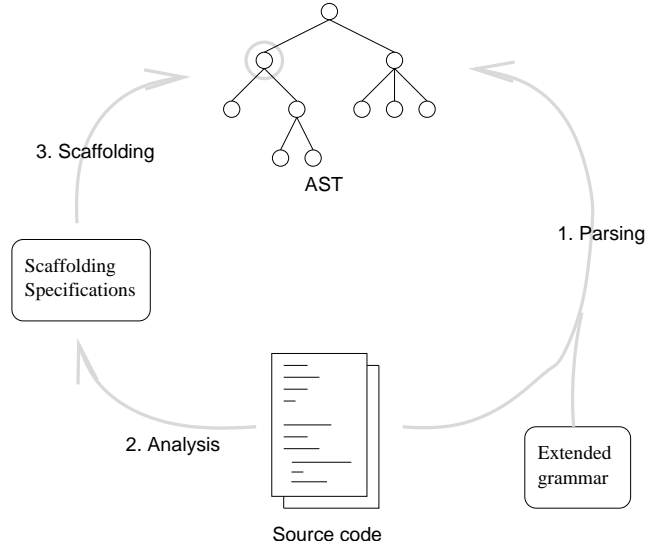 3. Scaffolding
AST
1. Parsing
Scaffolding
Specifications
2. Analysis
Extended
grammar
Source code